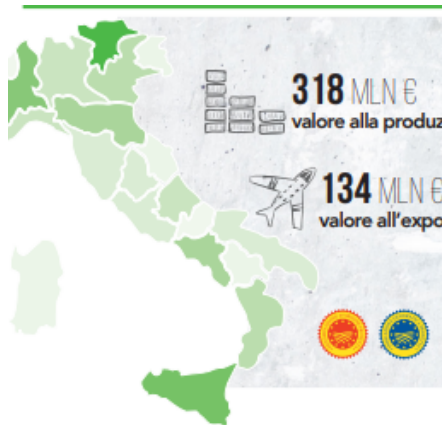 318 MLN €
valore alla produz
134 MLN €
valore all'expo